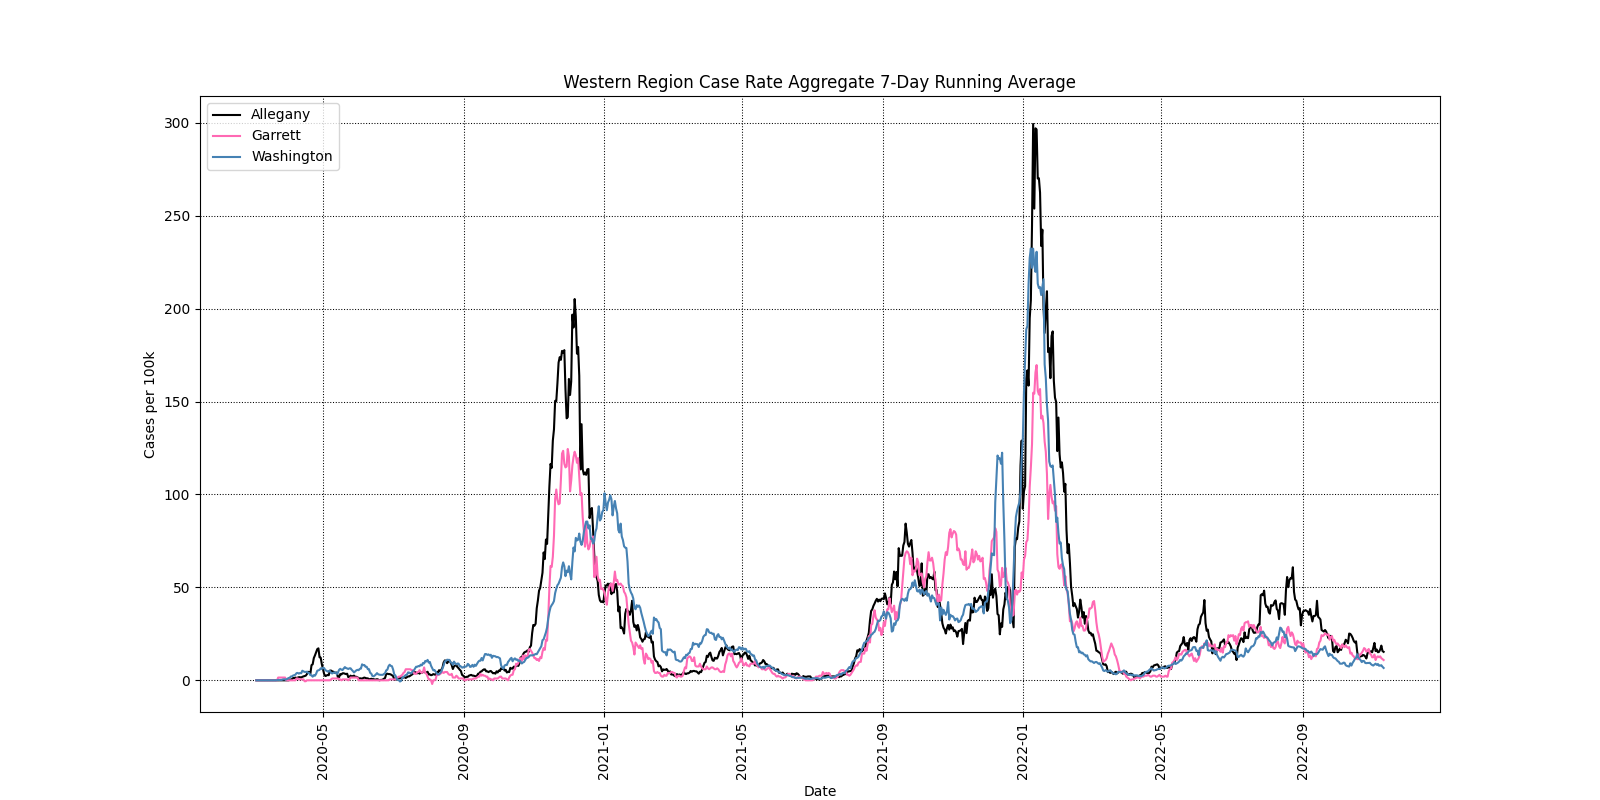 Western Region Case Rate Aggregate 7-Day Running Average
Allegany
Garrett
Washington
300
250
200
150
100
50
0
Cases per 100k
2020-05
2020-09
2021-01
2021-05
2021-09
2022-01
2022-05
2022-09
Date